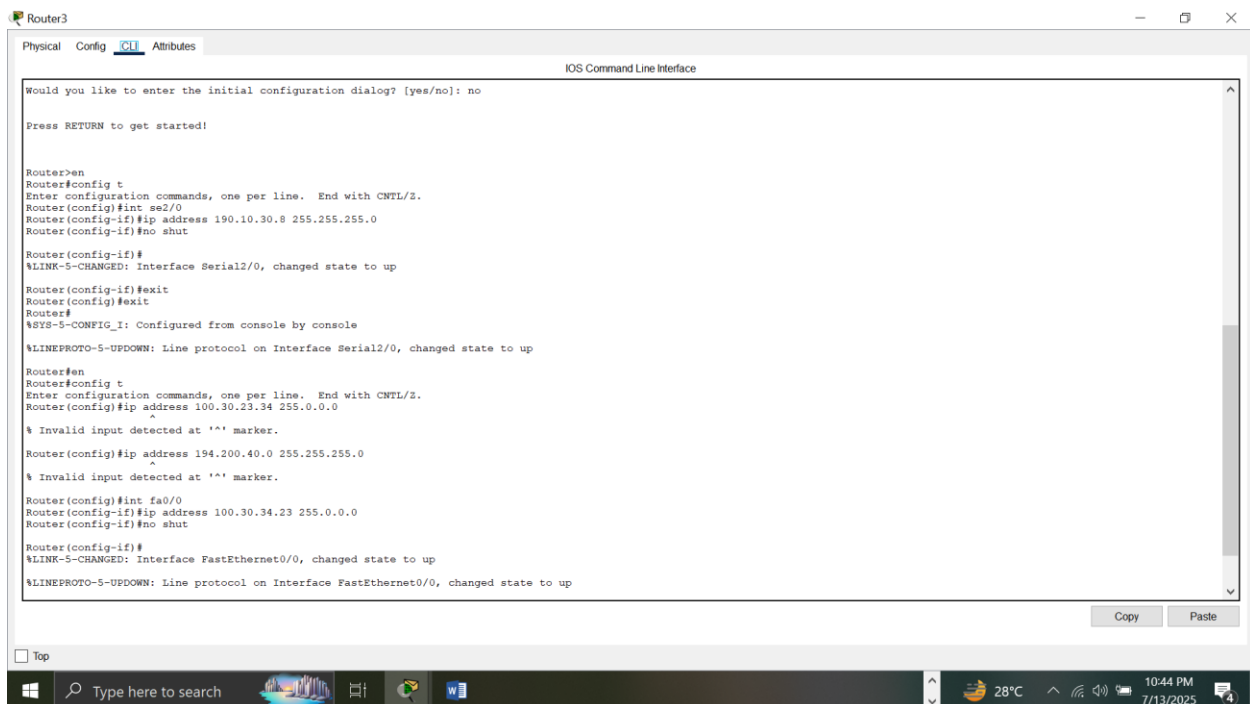 Router3
Physical Config CLI Attributes
IOS Command Line Interface
Would you like to enter the initial configuration dialog? [yes/no]: no
Press RETURN to get started!
Router>en
Router#config t
Enter configuration commands, one per line.  End with CNTL/Z.
Router(config)#int se2/0
Router(config-if)#ip address 190.10.30.8 255.255.255.0
Router(config-if)#no shut
Router(config-if)#
%LINK-5-CHANGED: Interface Serial2/0, changed state to up
Router(config-if)#exit
Router(config)#exit
Router#
%SYS-5-CONFIG_I: Configured from console by console
%LINEPROTO-5-UPDOWN: Line protocol on Interface Serial2/0, changed state to up
Router#en
Router#config t
Enter configuration commands, one per line.  End with CNTL/Z.
Router(config)#ip address 100.30.23.34 255.0.0.0
^
% Invalid input detected at '^' marker.
Router(config)#ip address 194.200.40.0 255.255.255.0
^
% Invalid input detected at '^' marker.
Router(config)#int fa0/0
Router(config-if)#ip address 100.30.34.23 255.0.0.0
Router(config-if)#no shut
Router(config-if)#
%LINK-5-CHANGED: Interface FastEthernet0/0, changed state to up
%LINEPROTO-5-UPDOWN: Line protocol on Interface FastEthernet0/0, changed state to up
Copy Paste
Top
Type here to search
28°C
10:44 PM
7/13/2025
4